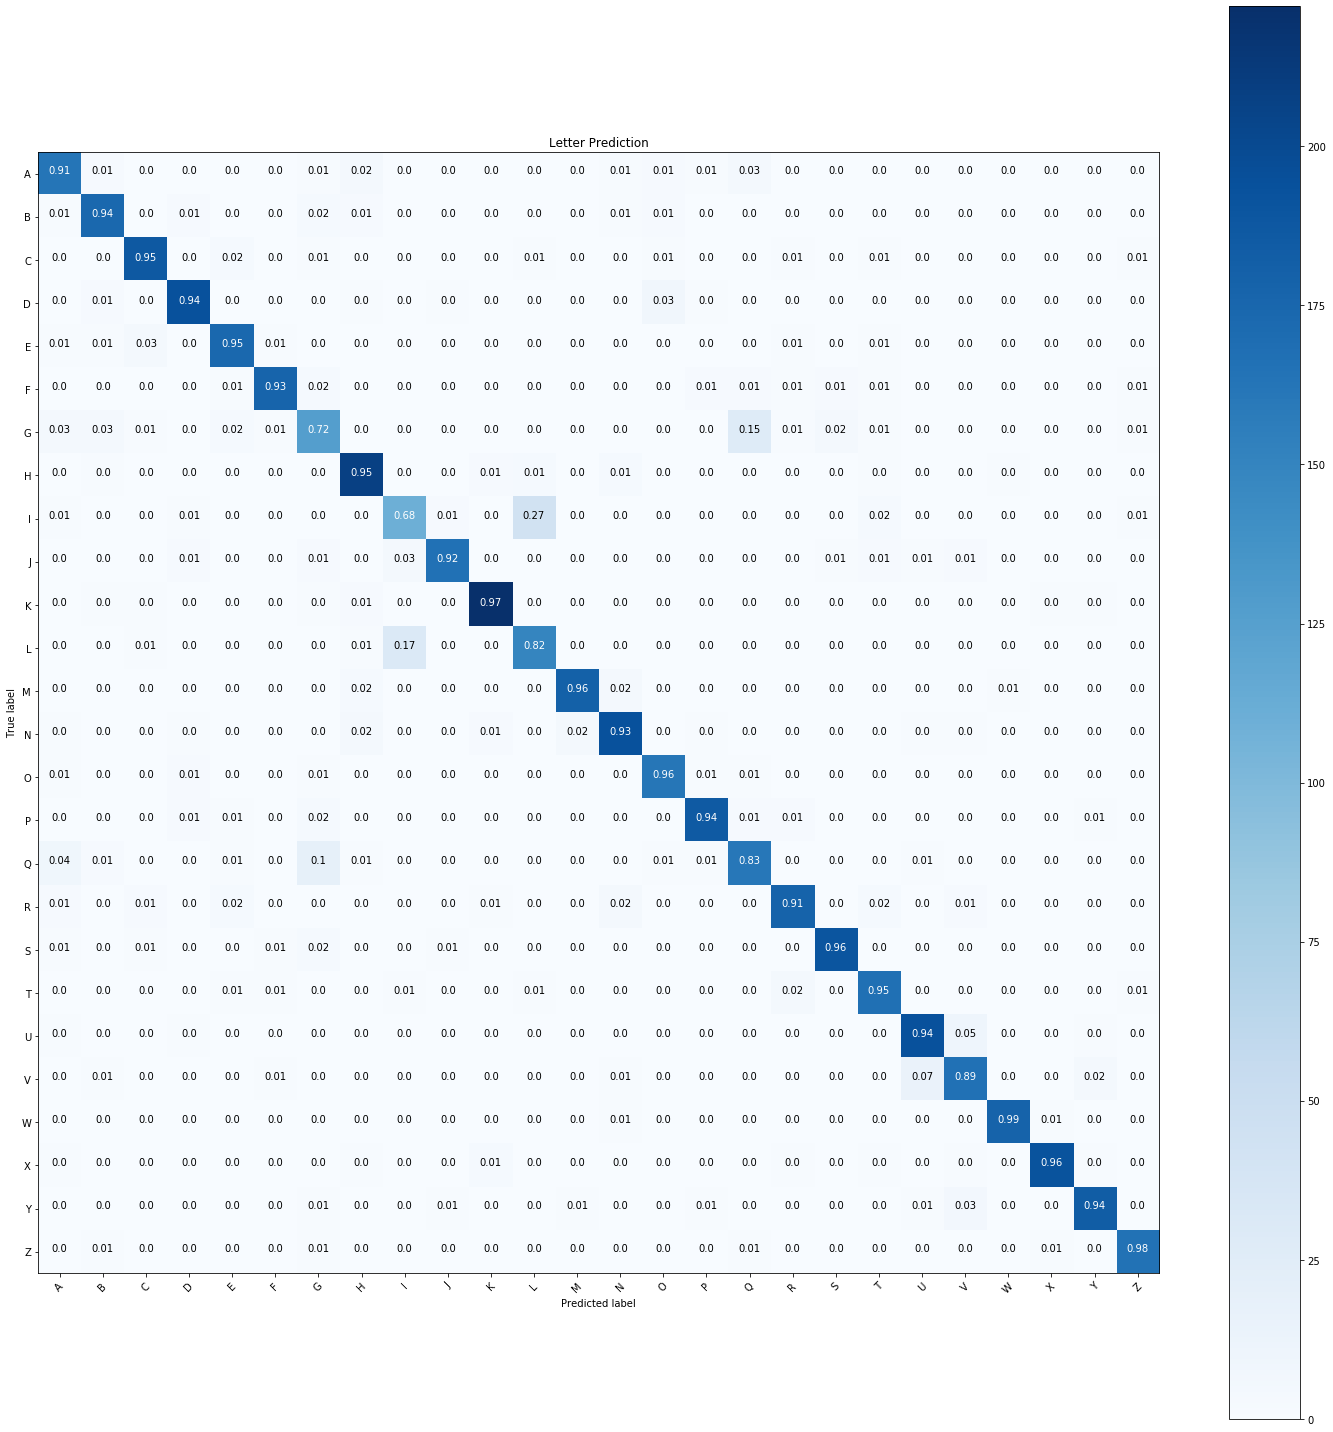 Letter Prediction
A 0.91 0.01 0.0 0.0 0.0 0.0 0.01 0.02 0.0 0.0 0.0 0.0 0.0 0.01 0.01 0.01 0.03 0.0 0.0 0.0 0.0 0.0 0.0 0.0 0.0 0.0
B 0.01 0.94 0.0 0.01 0.0 0.0 0.02 0.01 0.0 0.0 0.0 0.0 0.0 0.01 0.01 0.0 0.0 0.0 0.0 0.0 0.0 0.0 0.0 0.0 0.0 0.0
C 0.0 0.0 0.95 0.0 0.02 0.0 0.01 0.0 0.0 0.0 0.0 0.01 0.0 0.0 0.01 0.0 0.0 0.01 0.0 0.01 0.0 0.0 0.0 0.0 0.0 0.01
D 0.0 0.01 0.0 0.94 0.0 0.0 0.0 0.0 0.0 0.0 0.0 0.0 0.0 0.0 0.03 0.0 0.0 0.0 0.0 0.0 0.0 0.0 0.0 0.0 0.0 0.0
E 0.01 0.01 0.03 0.0 0.95 0.01 0.0 0.0 0.0 0.0 0.0 0.0 0.0 0.0 0.0 0.0 0.0 0.01 0.0 0.01 0.0 0.0 0.0 0.0 0.0 0.0
F 0.0 0.0 0.0 0.0 0.01 0.93 0.02 0.0 0.0 0.0 0.0 0.0 0.0 0.0 0.0 0.01 0.01 0.01 0.01 0.01 0.0 0.0 0.0 0.0 0.0 0.01
G 0.03 0.03 0.01 0.0 0.02 0.01 0.72 0.0 0.0 0.0 0.0 0.0 0.0 0.0 0.0 0.0 0.15 0.01 0.02 0.01 0.0 0.0 0.0 0.0 0.0 0.01
H 0.0 0.0 0.0 0.0 0.0 0.0 0.0 0.95 0.0 0.0 0.01 0.01 0.0 0.01 0.0 0.0 0.0 0.0 0.0 0.0 0.0 0.0 0.0 0.0 0.0 0.0
I 0.01 0.0 0.0 0.01 0.0 0.0 0.0 0.0 0.68 0.01 0.0 0.27 0.0 0.0 0.0 0.0 0.0 0.0 0.0 0.02 0.0 0.0 0.0 0.0 0.0 0.01
J 0.0 0.0 0.0 0.01 0.0 0.0 0.01 0.0 0.03 0.92 0.0 0.0 0.0 0.0 0.0 0.0 0.0 0.0 0.01 0.01 0.01 0.01 0.0 0.0 0.0 0.0
K 0.0 0.0 0.0 0.0 0.0 0.0 0.0 0.01 0.0 0.0 0.97 0.0 0.0 0.0 0.0 0.0 0.0 0.0 0.0 0.0 0.0 0.0 0.0 0.0 0.0 0.0
L 0.0 0.0 0.01 0.0 0.0 0.0 0.0 0.01 0.17 0.0 0.0 0.82 0.0 0.0 0.0 0.0 0.0 0.0 0.0 0.0 0.0 0.0 0.0 0.0 0.0 0.0
M 0.0 0.0 0.0 0.0 0.0 0.0 0.0 0.02 0.0 0.0 0.0 0.0 0.96 0.02 0.0 0.0 0.0 0.0 0.0 0.0 0.0 0.0 0.01 0.0 0.0 0.0
N 0.0 0.0 0.0 0.0 0.0 0.0 0.0 0.02 0.0 0.0 0.01 0.0 0.02 0.93 0.0 0.0 0.0 0.0 0.0 0.0 0.0 0.0 0.0 0.0 0.0 0.0
O 0.01 0.0 0.0 0.01 0.0 0.0 0.01 0.0 0.0 0.0 0.0 0.0 0.0 0.0 0.96 0.01 0.01 0.0 0.0 0.0 0.0 0.0 0.0 0.0 0.0 0.0
P 0.0 0.0 0.0 0.01 0.01 0.0 0.02 0.0 0.0 0.0 0.0 0.0 0.0 0.0 0.0 0.94 0.01 0.01 0.0 0.0 0.0 0.0 0.0 0.0 0.01 0.0
Q 0.04 0.01 0.0 0.0 0.01 0.0 0.1 0.01 0.0 0.0 0.0 0.0 0.0 0.0 0.01 0.01 0.83 0.0 0.0 0.0 0.01 0.0 0.0 0.0 0.0 0.0
R 0.01 0.0 0.01 0.0 0.02 0.0 0.0 0.0 0.0 0.0 0.01 0.0 0.0 0.02 0.0 0.0 0.0 0.91 0.0 0.02 0.0 0.01 0.0 0.0 0.0 0.0
S 0.01 0.0 0.01 0.0 0.0 0.01 0.02 0.0 0.0 0.01 0.0 0.0 0.0 0.0 0.0 0.0 0.0 0.0 0.96 0.0 0.0 0.0 0.0 0.0 0.0 0.0
T 0.0 0.0 0.0 0.0 0.01 0.01 0.0 0.0 0.01 0.0 0.0 0.01 0.0 0.0 0.0 0.0 0.0 0.02 0.0 0.95 0.0 0.0 0.0 0.0 0.0 0.01
U 0.0 0.0 0.0 0.0 0.0 0.0 0.0 0.0 0.0 0.0 0.0 0.0 0.0 0.0 0.0 0.0 0.0 0.0 0.0 0.0 0.94 0.05 0.0 0.0 0.0 0.0
V 0.0 0.01 0.0 0.0 0.0 0.01 0.0 0.0 0.0 0.0 0.0 0.0 0.0 0.01 0.0 0.0 0.0 0.0 0.0 0.0 0.07 0.89 0.0 0.0 0.02 0.0
W 0.0 0.0 0.0 0.0 0.0 0.0 0.0 0.0 0.0 0.0 0.0 0.0 0.0 0.01 0.0 0.0 0.0 0.0 0.0 0.0 0.0 0.0 0.99 0.01 0.0 0.0
X 0.0 0.0 0.0 0.0 0.0 0.0 0.0 0.0 0.0 0.0 0.01 0.0 0.0 0.0 0.0 0.0 0.0 0.0 0.0 0.0 0.0 0.0 0.0 0.96 0.0 0.0
Y 0.0 0.0 0.0 0.0 0.0 0.0 0.01 0.0 0.0 0.01 0.0 0.0 0.01 0.0 0.0 0.01 0.0 0.0 0.0 0.0 0.01 0.03 0.0 0.0 0.94 0.0
Z 0.0 0.01 0.0 0.0 0.0 0.0 0.01 0.0 0.0 0.0 0.0 0.0 0.0 0.0 0.0 0.0 0.01 0.0 0.0 0.0 0.0 0.0 0.0 0.01 0.0 0.98
A B C D E F G H I J K L M N O P Q R S T U V W X Y Z
Predicted label
True label
200
175
150
125
100
75
50
25
0